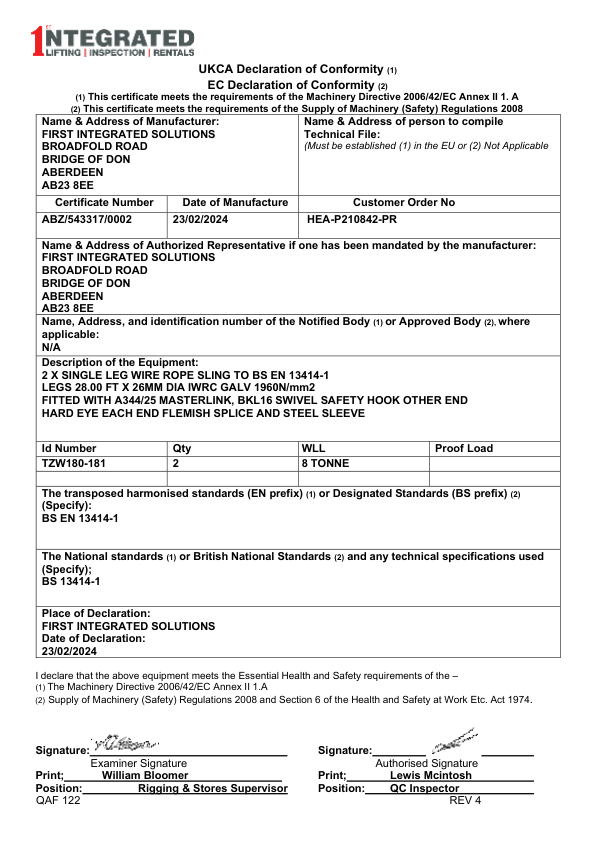 1ST INTEGRATED
LIFTING | INSPECTION | RENTALS
UKCA Declaration of Conformity (1)
EC Declaration of Conformity (2)
(1) This certificate meets the requirements of the Machinery Directive 2006/42/EC Annex II 1. A
(2) This certificate meets the requirements of the Supply of Machinery (Safety) Regulations 2008
Name & Address of Manufacturer:
FIRST INTEGRATED SOLUTIONS
BROADFOLD ROAD
BRIDGE OF DON
ABERDEEN
AB23 8EE
Name & Address of person to compile
Technical File:
(Must be established (1) in the EU or (2) Not Applicable
Certificate Number Date of Manufacture Customer Order No
ABZ/543317/0002 23/02/2024 HEA-P210842-PR
Name & Address of Authorized Representative if one has been mandated by the manufacturer:
FIRST INTEGRATED SOLUTIONS
BROADFOLD ROAD
BRIDGE OF DON
ABERDEEN
AB23 8EE
Name, Address, and identification number of the Notified Body (1) or Approved Body (2), where
applicable:
N/A
Description of the Equipment:
2 X SINGLE LEG WIRE ROPE SLING TO BS EN 13414-1
LEGS 28.00 FT X 26MM DIA IWRC GALV 1960N/mm2
FITTED WITH A344/25 MASTERLINK, BKL16 SWIVEL SAFETY HOOK OTHER END
HARD EYE EACH END FLEMISH SPLICE AND STEEL SLEEVE
Id Number Qty WLL Proof Load
TZW180-181 2 8 TONNE
The transposed harmonised standards (EN prefix) (1) or Designated Standards (BS prefix) (2)
(Specify):
BS EN 13414-1
The National standards (1) or British National Standards (2) and any technical specifications used
(Specify);
BS 13414-1
Place of Declaration:
FIRST INTEGRATED SOLUTIONS
Date of Declaration:
23/02/2024
I declare that the above equipment meets the Essential Health and Safety requirements of the –
(1) The Machinery Directive 2006/42/EC Annex II 1.A
(2) Supply of Machinery (Safety) Regulations 2008 and Section 6 of the Health and Safety at Work Etc. Act 1974.
Signature: Signature:
Examiner Signature Authorised Signature
Print; William Bloomer Print; Lewis Mcintosh
Position: Rigging & Stores Supervisor Position: QC Inspector
QAF 122 REV 4